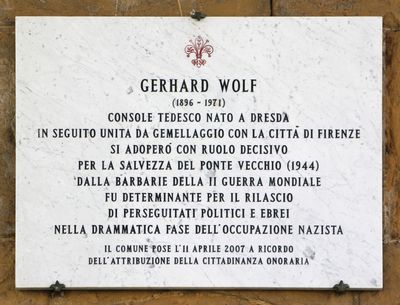 GERHARD WOLF
(1896 - 1971)
CONSOLE TEDESCO NATO A DRESDA
IN SEGUITO UNITA DA GEMELLAGGIO CON LA CITTÀ DI FIRENZE
SI ADOPERÒ CON RUOLO DECISIVO
PER LA SALVEZZA DEL PONTE VECCHIO (1944)
DALLA BARBARIE DELLA II GUERRA MONDIALE
FU DETERMINANTE PER IL RILASCIO
DI PERSEGUITATI POLITICI E EBREI
NELLA DRAMMATICA FASE DELL'OCCUPAZIONE NAZISTA
IL COMUNE POSE L'11 APRILE 2007 A RICORDO
DELL'ATTRIBUZIONE DELLA CITTADINANZA ONORARIA